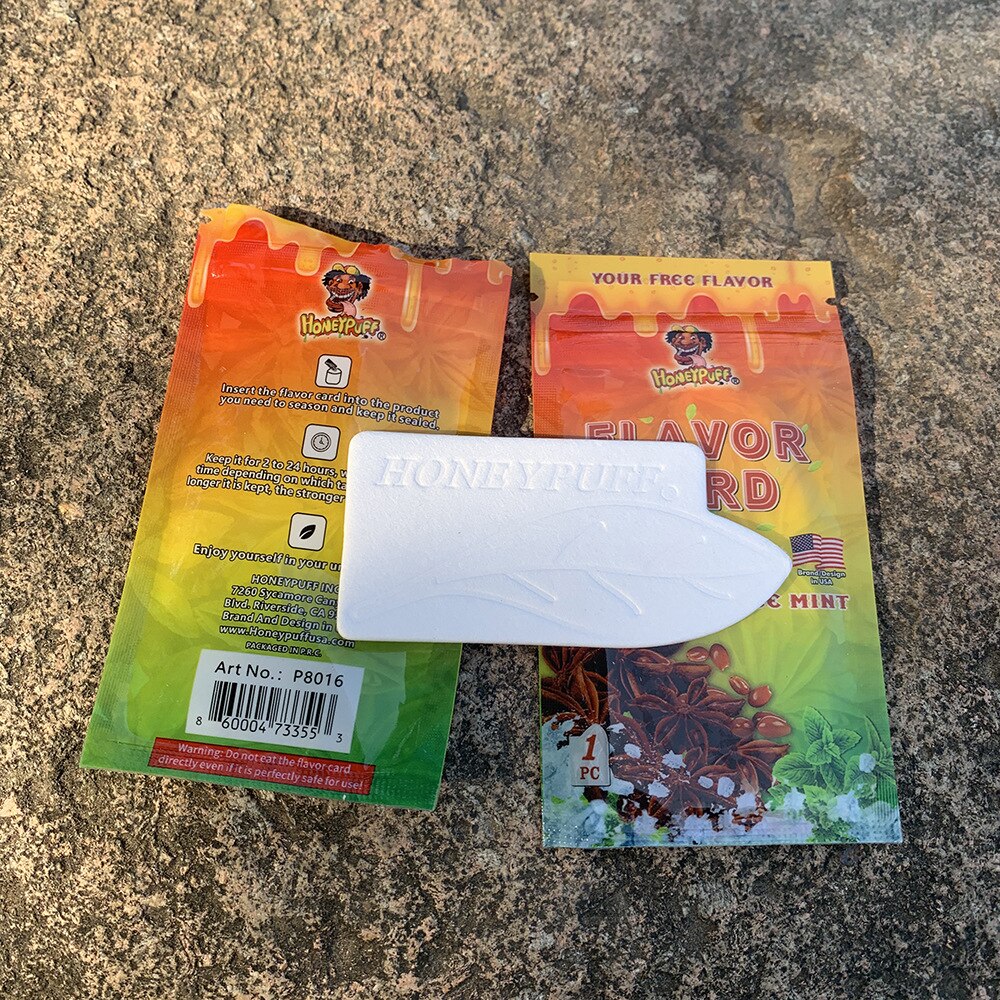 HONEYPUFF®
Insert the flavor card into the product
you need to season and keep it sealed.
Keep it for 2 to 24 hours,
time depending on which
longer it is kept, the stronger
Enjoy yourself in your
HONEYPUFF INC
7260 Sycamore
Blvd. Riverside, CA
Brand And Design in
www.Honeypuffusa.com
PACKAGED IN P.R.C.
Art No.: P8016
8 60004 73355 3
Warning: Do not eat the flavor card
directly even if it is perfectly safe for use!
HONEYPUFF®
YOUR FREE FLAVOR
HONEYPUFF®
FLAVOR
Brand Design
in USA
MINT
1
PC